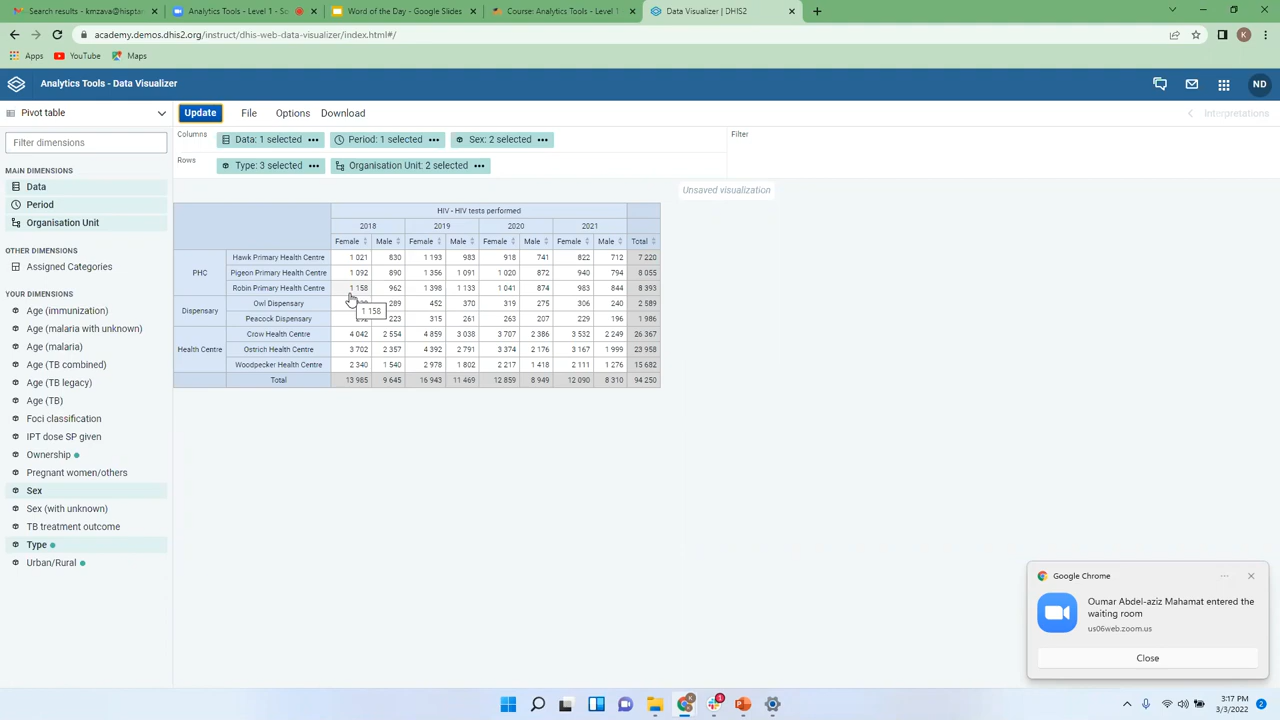 Search results - kmzava@hisptan
Analytics Tools - Level 1 - Sc
Word of the Day - Google Slides
Course: Analytics Tools - Level 1
Data Visualizer | DHIS2
academy.demos.dhis2.org/instruct/dhis-web-data-visualizer/index.html#/
K
Apps YouTube Maps
Analytics Tools - Data Visualizer
ND
Pivot table
Update File Options Download
Interpretations
Filter dimensions
Columns Data: 1 selected ••• Period: 1 selected ••• Sex: 2 selected •••
Filter
Rows Type: 3 selected ••• Organisation Unit: 2 selected •••
MAIN DIMENSIONS
Data
Period
Organisation Unit
OTHER DIMENSIONS
Assigned Categories
YOUR DIMENSIONS
Age (immunization)
Age (malaria with unknown)
Age (malaria)
Age (TB combined)
Age (TB legacy)
Age (TB)
Foci classification
IPT dose SP given
Ownership
Pregnant women/others
Sex
Sex (with unknown)
TB treatment outcome
Type
Urban/Rural
Unsaved visualization
HIV - HIV tests performed
2018 2019 2020 2021
Female Male Female Male Female Male Female Male Total
PHC Hawk Primary Health Centre 1 021 830 1 193 983 918 741 822 712 7 220
Pigeon Primary Health Centre 1 092 890 1 356 1 091 1 020 872 940 794 8 055
Robin Primary Health Centre 1 158 962 1 398 1 133 1 041 874 983 844 8 393
Dispensary Owl Dispensary 289 452 370 319 275 306 240 2 589
1 158
Peacock Dispensary 223 315 261 263 207 229 196 1 986
Health Centre Crow Health Centre 4 042 2 554 4 859 3 038 3 707 2 386 3 532 2 249 26 367
Ostrich Health Centre 3 702 2 357 4 392 2 791 3 374 2 176 3 167 1 999 23 958
Woodpecker Health Centre 2 340 1 540 2 978 1 802 2 217 1 418 2 111 1 276 15 682
Total 13 985 9 645 16 943 11 469 12 859 8 949 12 090 8 310 94 250
Google Chrome
Oumar Abdel-aziz Mahamat entered the
waiting room
us06web.zoom.us
Close
3:17 PM
3/3/2022